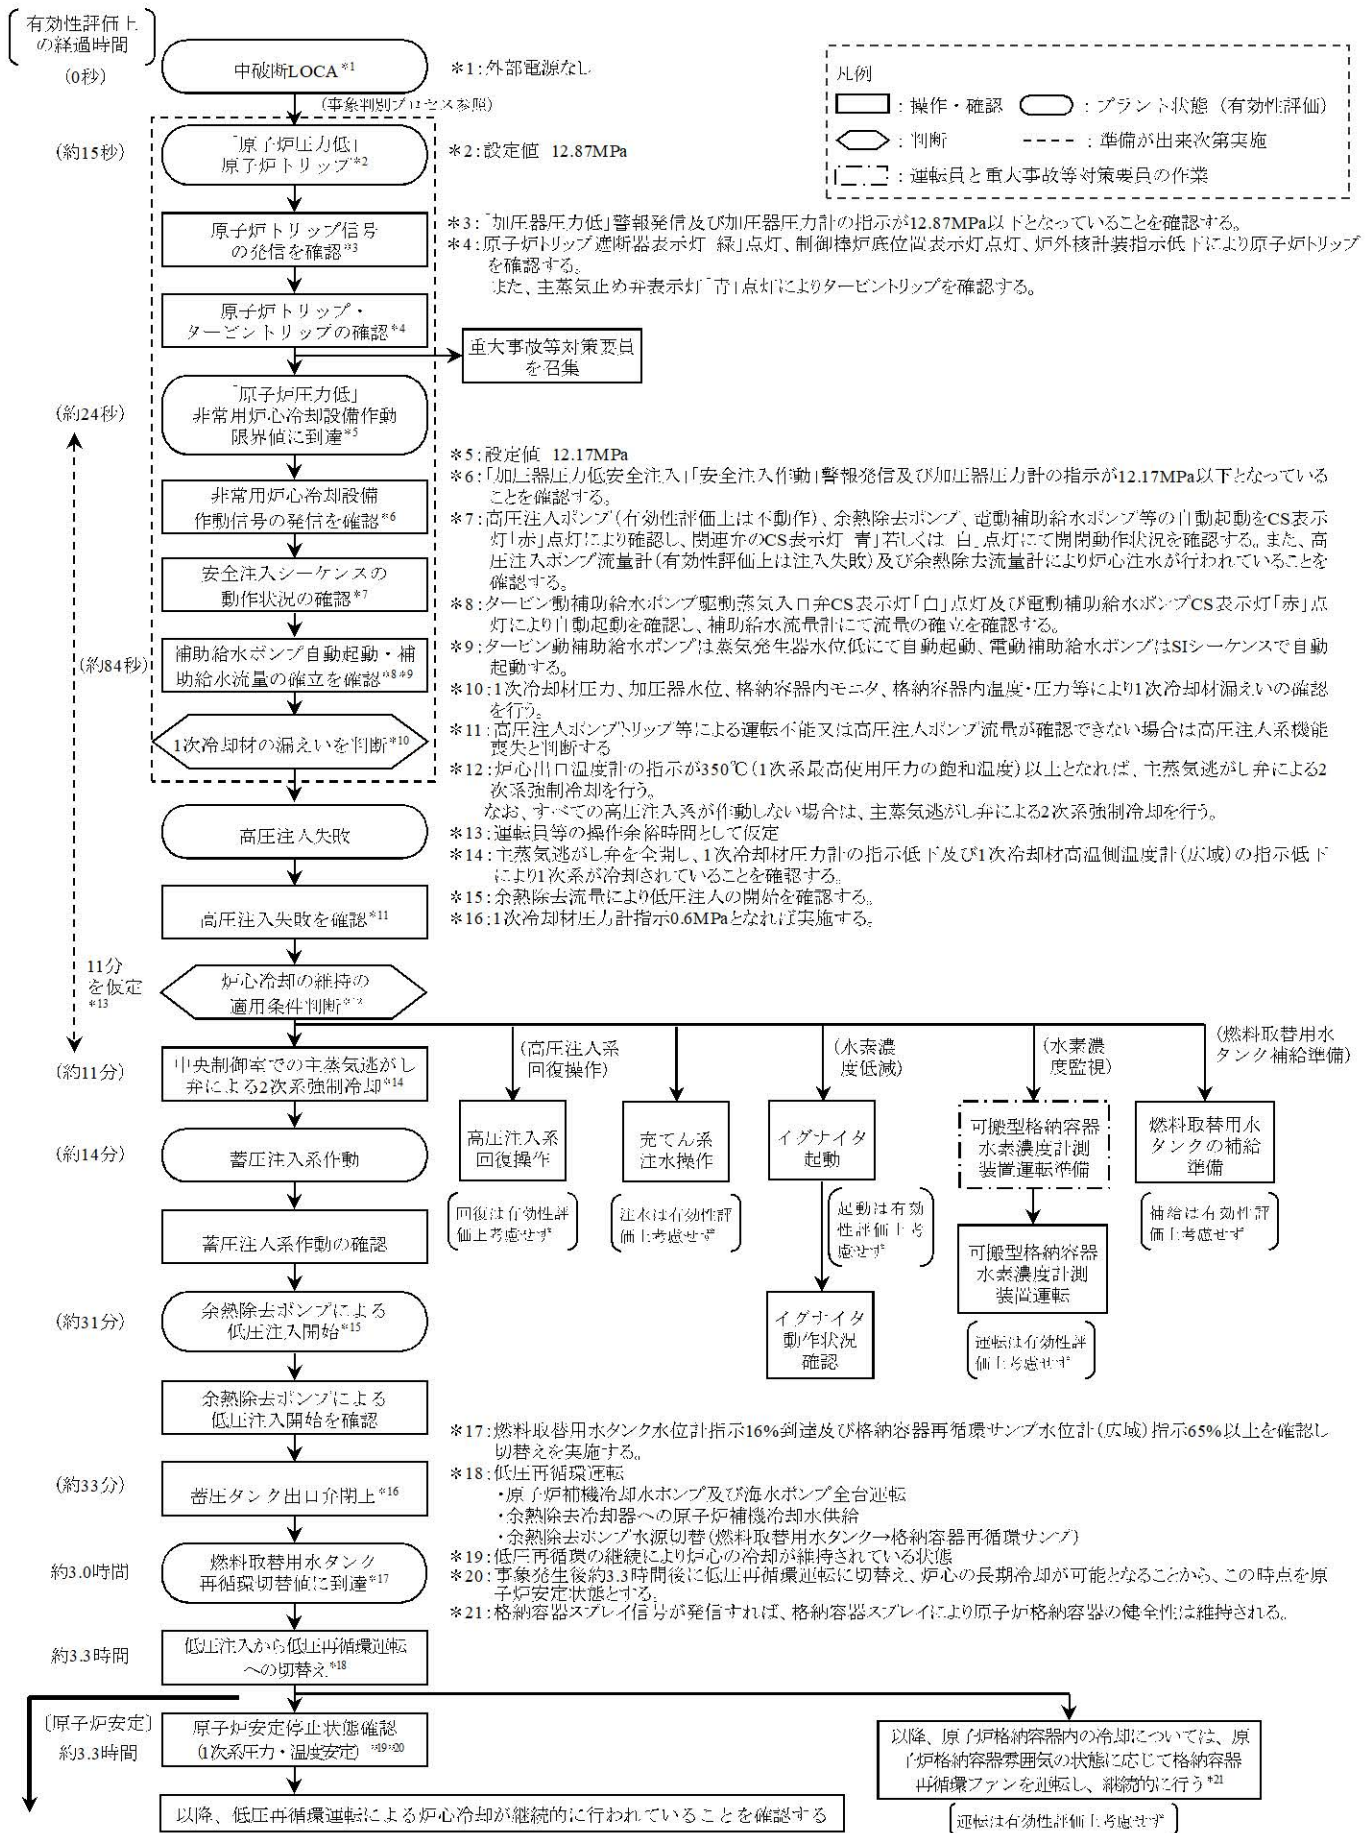 有効性評価上
の経過時間
(0秒)
中破断LOCA*1
*1:外部電源なし
(事象判別プロセス参照)
凡例
:操作・確認
:プラント状態(有効性評価)
:判断
:準備が出来次第実施
:運転員と重大事故等対策要員の作業
(約15秒)
「原子炉圧力低」
原子炉トリップ*2
*2:設定値 12.87MPa
原子炉トリップ信号
の発信を確認*3
*3:「加圧器圧力低」警報発信及び加圧器圧力計の指示が12.87MPa以下となっていることを確認する。
*4:原子炉トリップ遮断器表示灯「緑」点灯、制御棒炉底位置表示灯点灯、炉外核計装指示低下により原子炉トリップ
を確認する。
また、主蒸気止め弁表示灯「青」点灯によりタービントリップを確認する。
原子炉トリップ・
タービントリップの確認*4
重大事故等対策要員
を召集
(約24秒)
「原子炉圧力低」
非常用炉心冷却設備作動
限界値に到達*5
*5:設定値 12.17MPa
*6:「加圧器圧力低安全注入」「安全注入作動」警報発信及び加圧器圧力計の指示が12.17MPa以下となっている
ことを確認する。
非常用炉心冷却設備
作動信号の発信を確認*6
*7:高圧注入ポンプ(有効性評価上は不動作)、余熱除去ポンプ、電動補助給水ポンプ等の自動起動をCS表示
灯「赤」点灯により確認し、関連弁のCS表示灯「青」若しくは「白」点灯にて開閉動作状況を確認する。また、高
圧注入ポンプ流量計(有効性評価上は注入失敗)及び余熱除去流量計により炉心注水が行われていることを
確認する。
安全注入シーケンスの
動作状況の確認*7
*8:タービン動補助給水ポンプ駆動蒸気入口弁CS表示灯「白」点灯及び電動補助給水ポンプCS表示灯「赤」点
灯により自動起動を確認し、補助給水流量計にて流量の確立を確認する。
(約84秒)
補助給水ポンプ自動起動・補
助給水流量の確立を確認*8*9
*9:タービン動補助給水ポンプは蒸気発生器水位低にて自動起動、電動補助給水ポンプはSIシーケンスで自動
起動する。
*10:1次冷却材圧力、加圧器水位、格納容器内モニタ、格納容器内温度・圧力等により1次冷却材漏えいの確認
を行う。
1次冷却材の漏えいを判断*10
*11:高圧注入ポンプトリップ等による運転不能又は高圧注入ポンプ流量が確認できない場合は高圧注入系機能
喪失と判断する
*12:炉心出口温度計の指示が350℃(1次系最高使用圧力の飽和温度)以上となれば、主蒸気逃がし弁による2
次系強制冷却を行う。
なお、すべての高圧注入系が作動しない場合は、主蒸気逃がし弁による2次系強制冷却を行う。
高圧注入失敗
*13:運転員等の操作余裕時間として仮定
*14:主蒸気逃がし弁を全開し、1次冷却材圧力計の指示低下及び1次冷却材高温側温度計(広域)の指示低下
により1次系が冷却されていることを確認する。
*15:余熱除去流量により低圧注入の開始を確認する。
*16:1次冷却材圧力計指示0.6MPaとなれば実施する。
高圧注入失敗を確認*11
11分
を仮定
*13
炉心冷却の維持の
適用条件判断*12
(約11分)
中央制御室での主蒸気逃がし
弁による2次系強制冷却*14
(高圧注入系
回復操作)
(水素濃
度低減)
(水素濃
度監視)
(燃料取替用水
タンク補給準備)
高圧注入系
回復操作
充てん系
注水操作
イグナイタ
起動
可搬型格納容器
水素濃度計測
装置運転準備
燃料取替用水
タンクの補給
準備
(約14分)
蓄圧注入系作動
回復は有効性評
価上考慮せず
注水は有効性評
価上考慮せず
起動は有効
性評価上考
慮せず
補給は有効性評
価上考慮せず
蓄圧注入系作動の確認
可搬型格納容器
水素濃度計測
装置運転
(約31分)
余熱除去ポンプによる
低圧注入開始*15
イグナイタ
動作状況
確認
運転は有効性評
価上考慮せず
余熱除去ポンプによる
低圧注入開始を確認
*17:燃料取替用水タンク水位計指示16%到達及び格納容器再循環サンプ水位計(広域)指示65%以上を確認し
切替えを実施する。
(約33分)
蓄圧タンク出口弁閉止*16
*18:低圧再循環運転
・原子炉補機冷却水ポンプ及び海水ポンプ全台運転
・余熱除去冷却器への原子炉補機冷却水供給
・余熱除去ポンプ水源切替(燃料取替用水タンク→格納容器再循環サンプ)
約3.0時間
燃料取替用水タンク
再循環切替値に到達*17
*19:低圧再循環の継続により炉心の冷却が維持されている状態
*20:事象発生後約3.3時間後に低圧再循環運転に切替え、炉心の長期冷却が可能となることから、この時点を原
子炉安定状態とする。
*21:格納容器スプレイ信号が発信すれば、格納容器スプレイにより原子炉格納容器の健全性は維持される。
約3.3時間
低圧注入から低圧再循環運転
への切替え*18
〔原子炉安定〕
約3.3時間
原子炉安定停止状態確認
(1次系圧力・温度安定)*19*20
以降、原子炉格納容器内の冷却については、原
子炉格納容器雰囲気の状態に応じて格納容器
再循環ファンを運転し、継続的に行う*21
以降、低圧再循環運転による炉心冷却が継続的に行われていることを確認する
運転は有効性評価上考慮せず